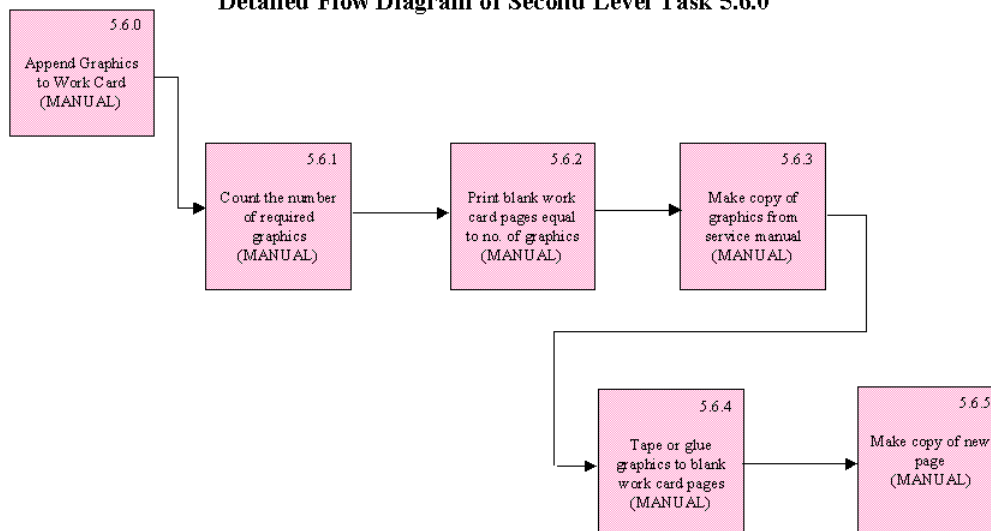 Detailed Flow Diagram of Second Level Task 5.6.0
5.6.0
Append Graphics
to Work Card
(MANUAL)
5.6.1
Count the number
of required
graphics
(MANUAL)
5.6.2
Print blank work
card pages equal
to no. of graphics
(MANUAL)
5.6.3
Make copy of
graphics from
service manual
(MANUAL)
5.6.4
Tape or glue
graphics to blank
work card pages
(MANUAL)
5.6.5
Make copy of new
page
(MANUAL)